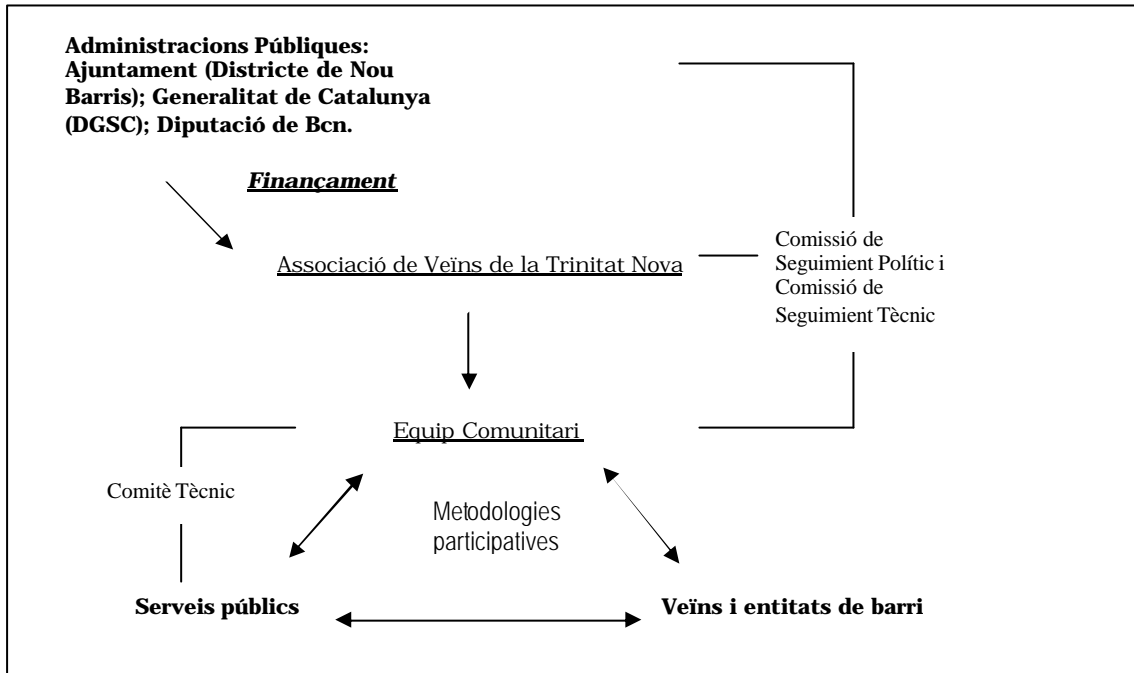 Administracions Públiques:
Ajuntament (Districte de Nou
Barris); Generalitat de Catalunya
(DGSC); Diputació de Bcn.
Finançament
Associació de Veïns de la Trinitat Nova
Comissió de
Seguimient Polític i
Comissió de
Seguimient Tècnic
Equip Comunitari
Comitè Tècnic
Metodologies
participatives
Serveis públics
Veïns i entitats de barri